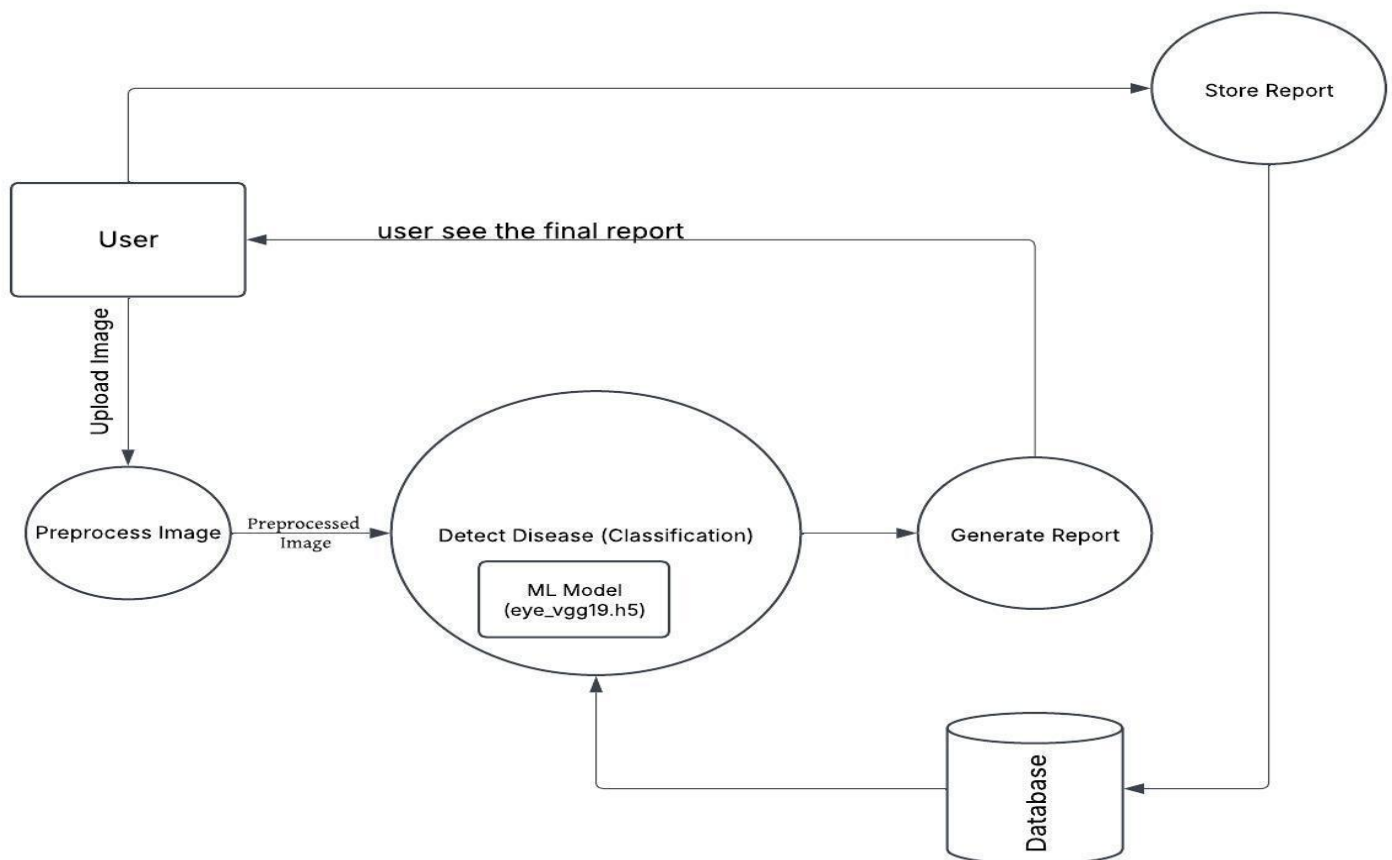 Store Report
User
user see the final report
Upload Image
Preprocess Image
Preprocessed
Image
Detect Disease (Classification)
ML Model
(eye_vgg19.h5)
Generate Report
Database